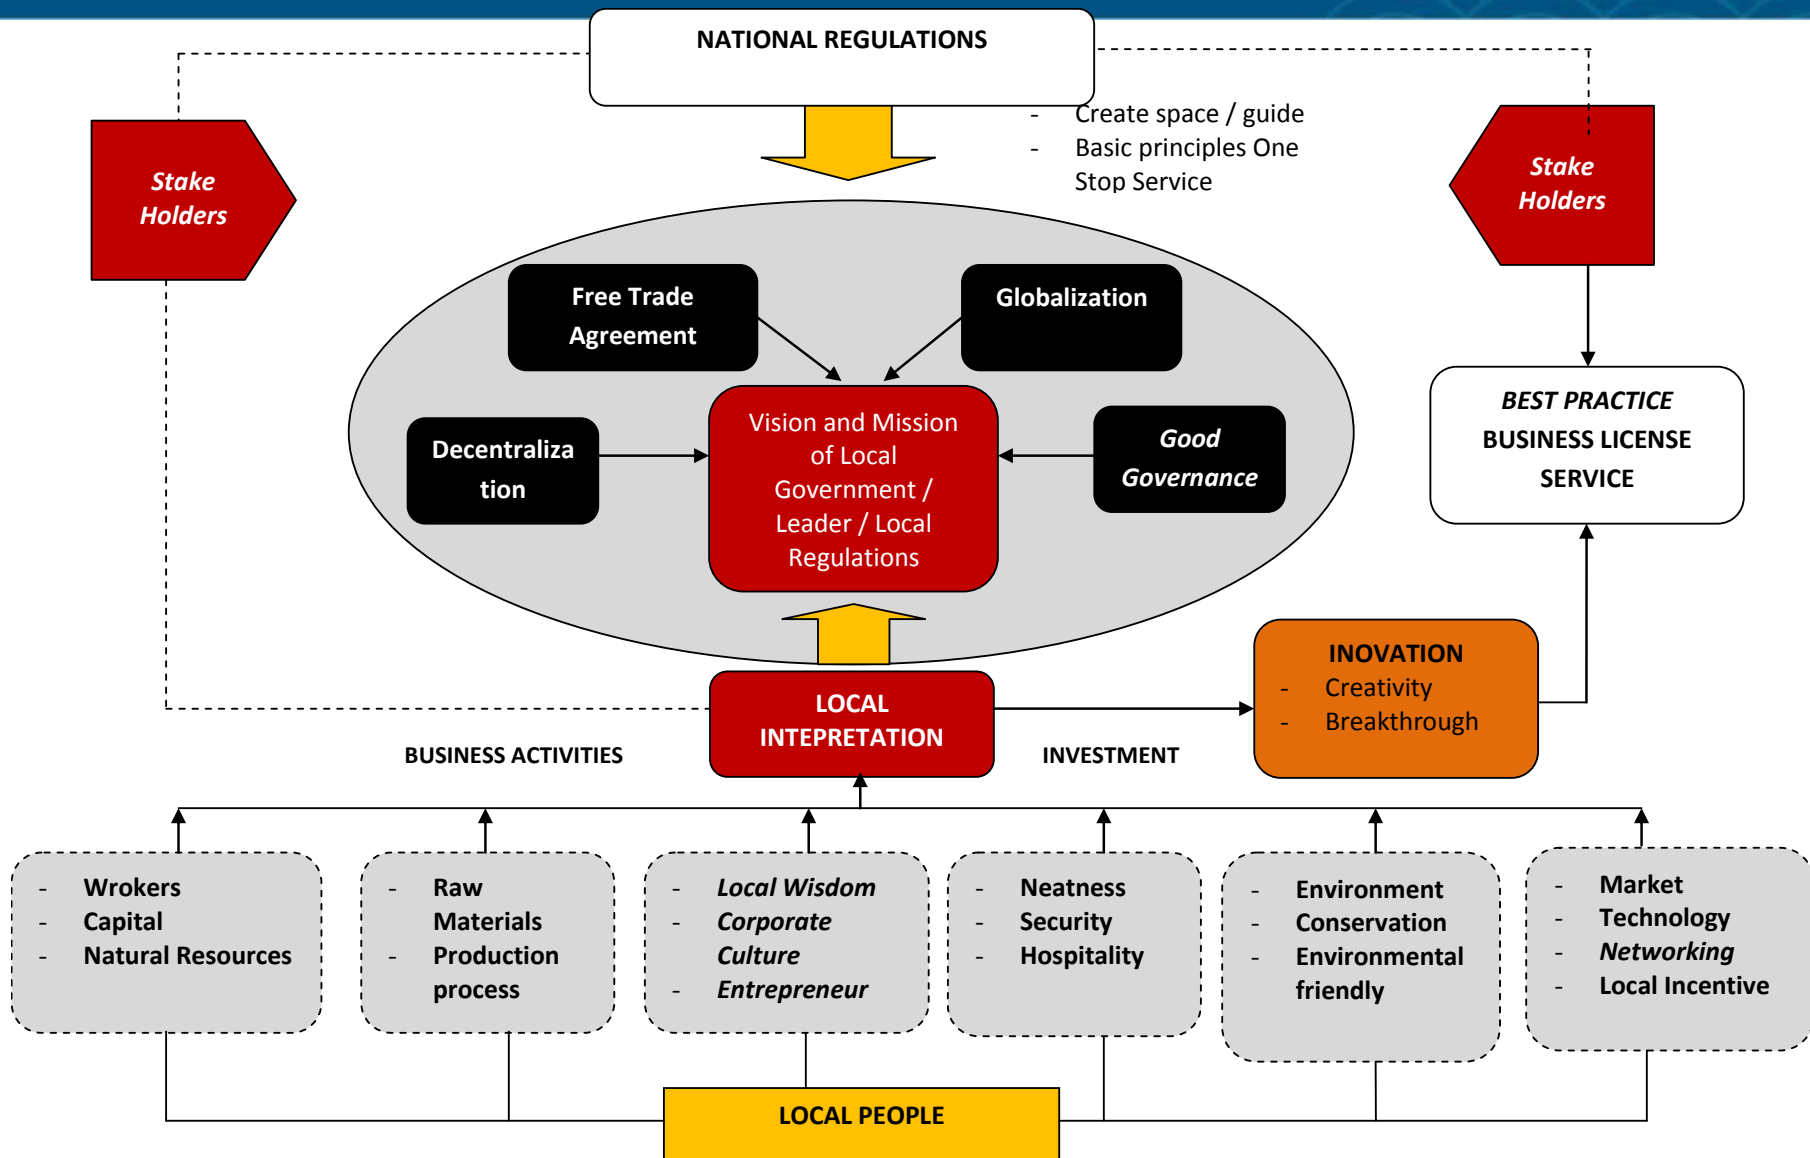 NATIONAL REGULATIONS
- Create space / guide
- Basic principles One
Stop Service
Stake
Holders
Stake
Holders
Free Trade
Agreement
Globalization
Decentraliza
tion
Vision and Mission
of Local
Government /
Leader / Local
Regulations
Good
Governance
BEST PRACTICE
BUSINESS LICENSE
SERVICE
LOCAL
INTEPRETATION
INOVATION
- Creativity
- Breakthrough
BUSINESS ACTIVITIES
INVESTMENT
- Wrokers
- Capital
- Natural Resources
- Raw
Materials
- Production
process
- Local Wisdom
- Corporate
Culture
- Entrepreneur
- Neatness
- Security
- Hospitality
- Environment
- Conservation
- Environmental
friendly
- Market
- Technology
- Networking
- Local Incentive
LOCAL PEOPLE